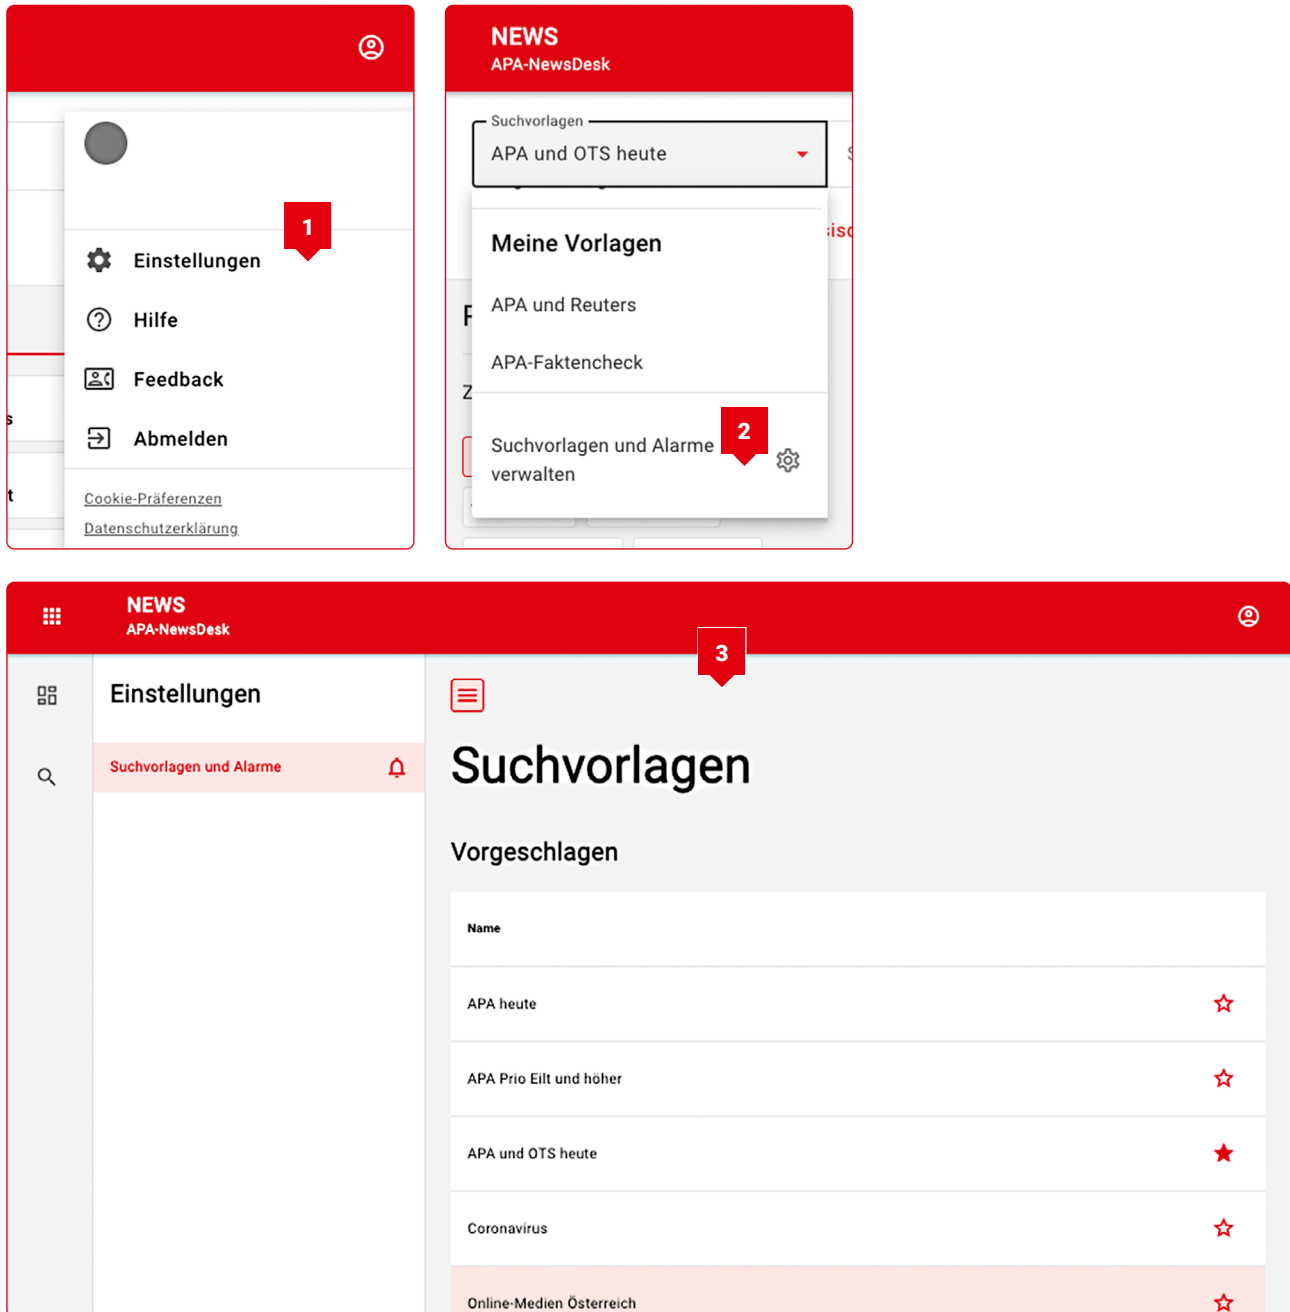 1
Einstellungen
Hilfe
Feedback
Abmelden
Cookie-Präferenzen
Datenschutzerklärung
s
t
NEWS
APA-NewsDesk
Suchvorlagen
APA und OTS heute
Meine Vorlagen
APA und Reuters
APA-Faktencheck
2
Suchvorlagen und Alarme
verwalten
NEWS
APA-NewsDesk
3
Einstellungen
Suchvorlagen und Alarme
Suchvorlagen
Vorgeschlagen
Name
APA heute
APA Prio Eilt und höher
APA und OTS heute
Coronavirus
Online-Medien Österreich